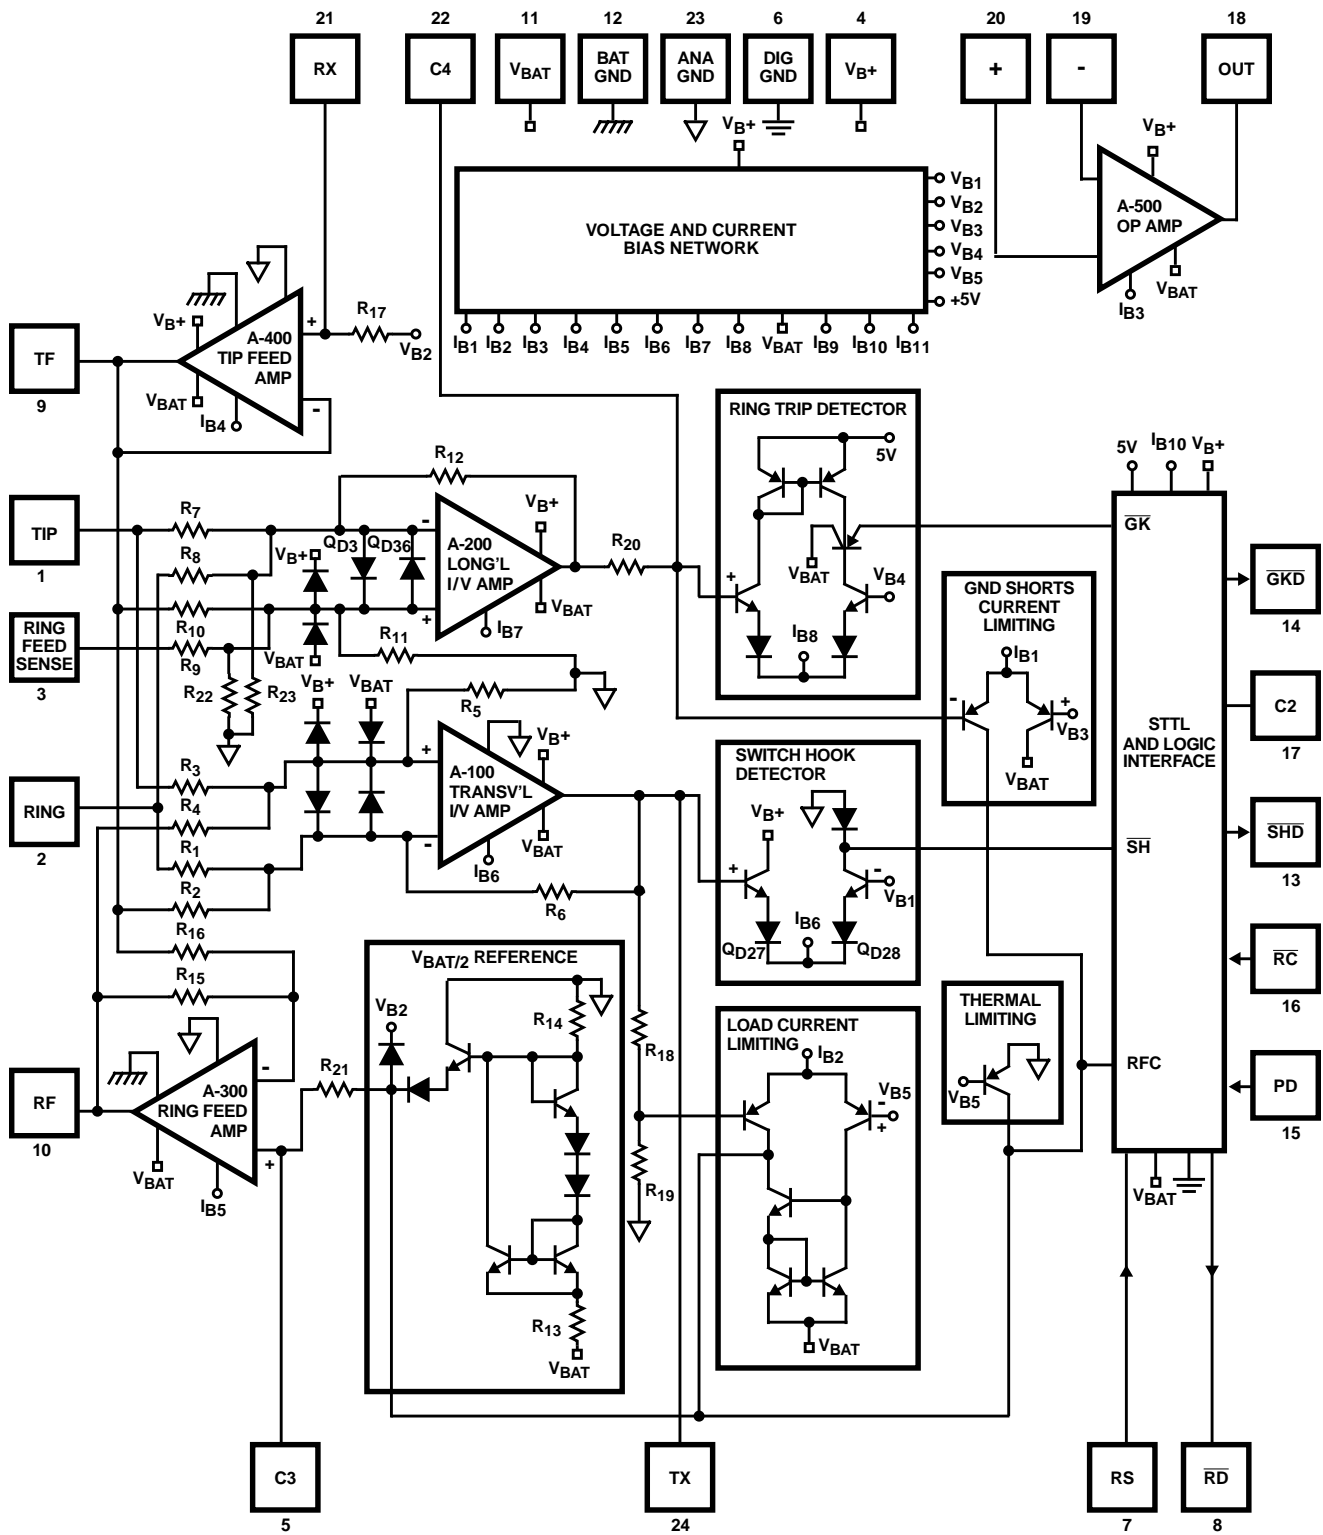 21 22 11 12 23 6 4 20 19 18
RX C4 VBAT BAT GND ANA GND DIG GND VB+ + - OUT
VB+
VOLTAGE AND CURRENT
BIAS NETWORK
VB1
VB2
VB3
VB4
VB5
+5V
IB1 IB2 IB3 IB4 IB5 IB6 IB7 IB8 VBAT IB9 IB10 IB11
VB+
A-500
OP AMP
VBAT
IB3
R17
VB2
VB+
+
A-400
TIP FEED
AMP
-
VBAT
IB4
TF
9
R12
TIP
1
R7
R8
R10
R9
R22
R23
VB+
QD3
QD36
VBAT
-
A-200
LONG'L
I/V AMP
+
VB+
VBAT
IB7
R20
R11
R5
RING
FEED
SENSE
3
RING TRIP DETECTOR
5V
VBAT
VB4
+
IB8
GND SHORTS
CURRENT
LIMITING
IB1
-
+
VB3
VBAT
5V IB10 VB+
GK
STTL
AND LOGIC
INTERFACE
SH
RFC
VBAT
GKD
14
C2
17
SHD
13
RC
16
PD
15
RING
2
R3
R4
R1
R2
R16
R15
VB+
VBAT
+
A-100
TRANSV'L
I/V AMP
-
VB+
VBAT
IB6
R6
SWITCH HOOK
DETECTOR
VB+
+
-
VB1
IB6
QD27
QD28
VBAT/2 REFERENCE
VB2
R14
R13
VBAT
R21
R18
R19
LOAD CURRENT
LIMITING
IB2
VB5
-
+
VBAT
THERMAL
LIMITING
VB5
RF
10
-
A-300
RING FEED
AMP
+
VBAT
IB5
C3 TX RS RD
5 24 7 8